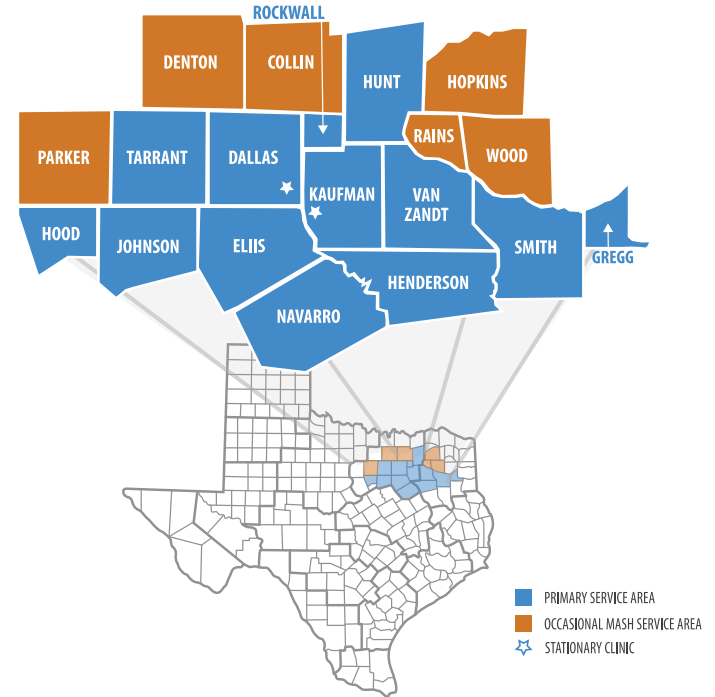 ROCKWALL
DENTON
COLLIN
HUNT
HOPKINS
PARKER
TARRANT
DALLAS
RAINS
WOOD
KAUFMAN
VAN
ZANDT
HOOD
JOHNSON
ELIIS
SMITH
GREGG
HENDERSON
NAVARRO
PRIMARY SERVICE AREA
OCCASIONAL MASH SERVICE AREA
STATIONARY CLINIC